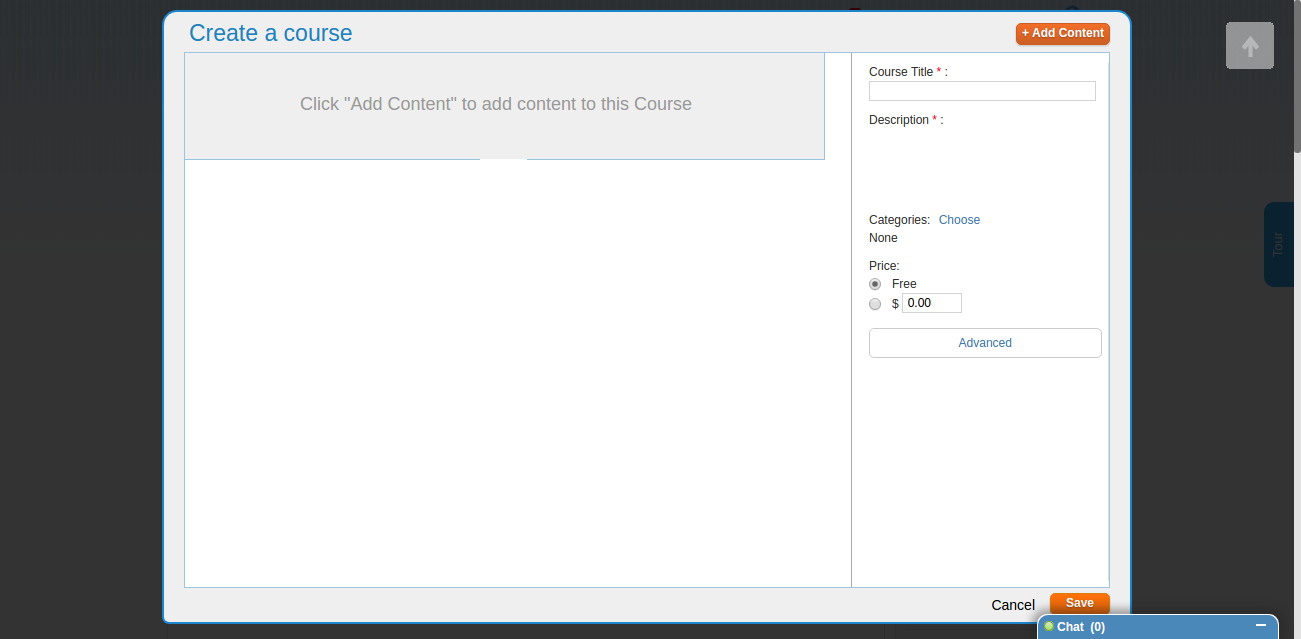 Create a course
+ Add Content
Click "Add Content" to add content to this Course
Course Title * :
Description * :
Categories: Choose
None
Price:
Free
$ 0.00
Advanced
Tour
Cancel
Save
Chat (0)